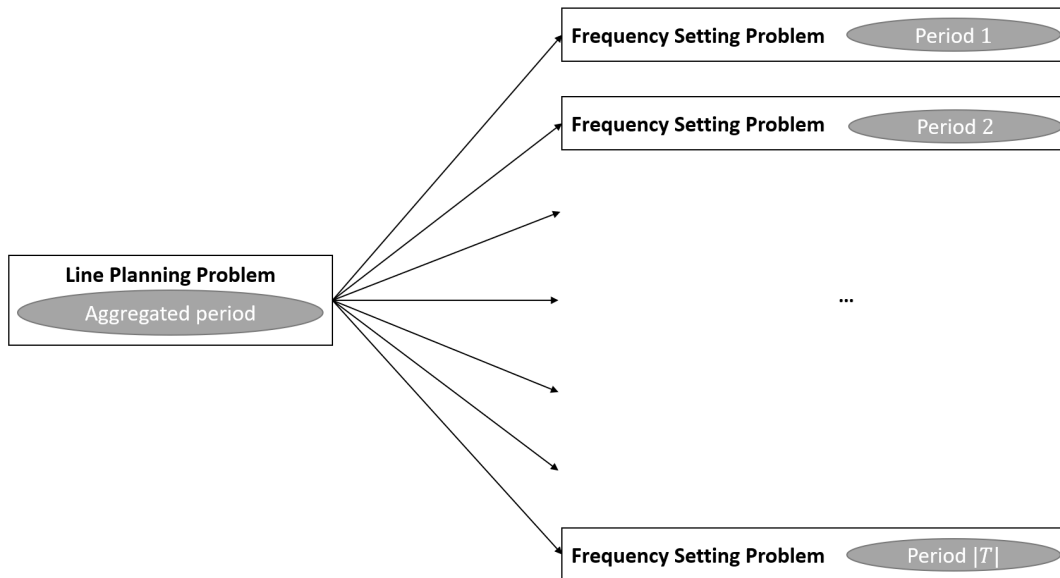 Frequency Setting Problem Period 1
Frequency Setting Problem Period 2
Line Planning Problem
Aggregated period
...
Frequency Setting Problem Period |T|